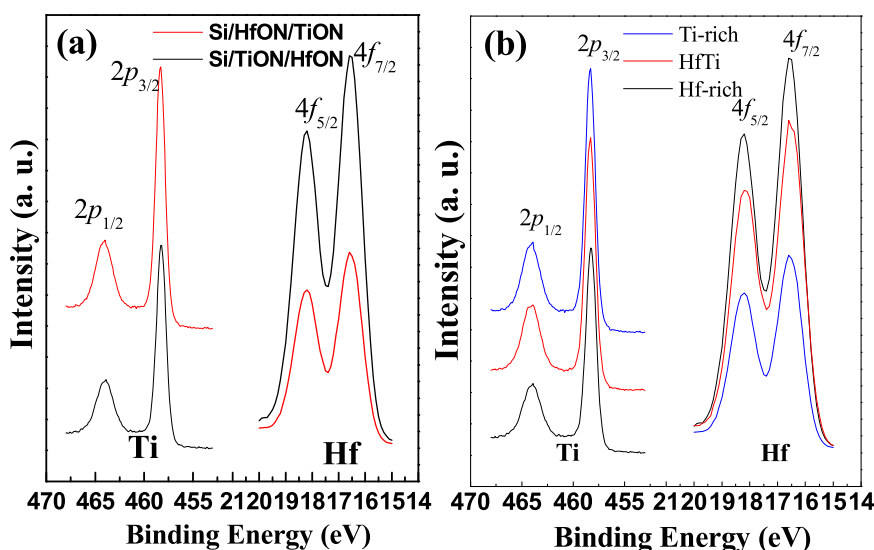 (a)
Si/HfON/TiON
Si/TiON/HfON
2p3/2
4f7/2
4f5/2
2p1/2
Ti
Hf
Intensity (a. u.)
470 465 460 455 21 20 19 18 17 16 15 14
Binding Energy (eV)
(b)
Ti-rich
HfTi
Hf-rich
2p3/2
4f7/2
4f5/2
2p1/2
Ti
Hf
Intensity (a. u.)
470 465 460 455 21 20 19 18 17 16 15 14
Binding Energy (eV)